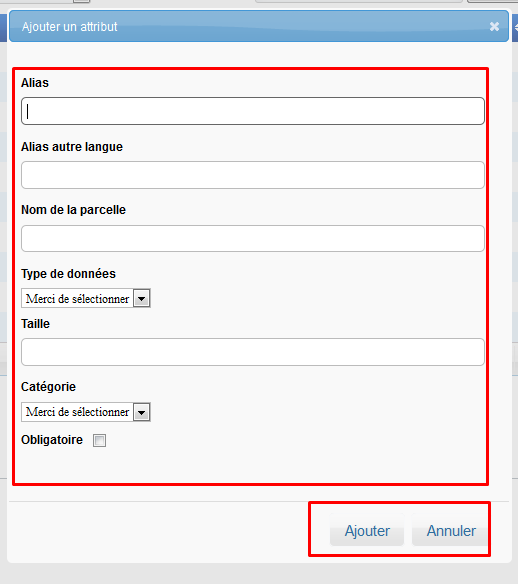 Ajouter un attribut
Alias
Alias autre langue
Nom de la parcelle
Type de données
Merci de sélectionner
Taille
Catégorie
Merci de sélectionner
Obligatoire
Ajouter Annuler